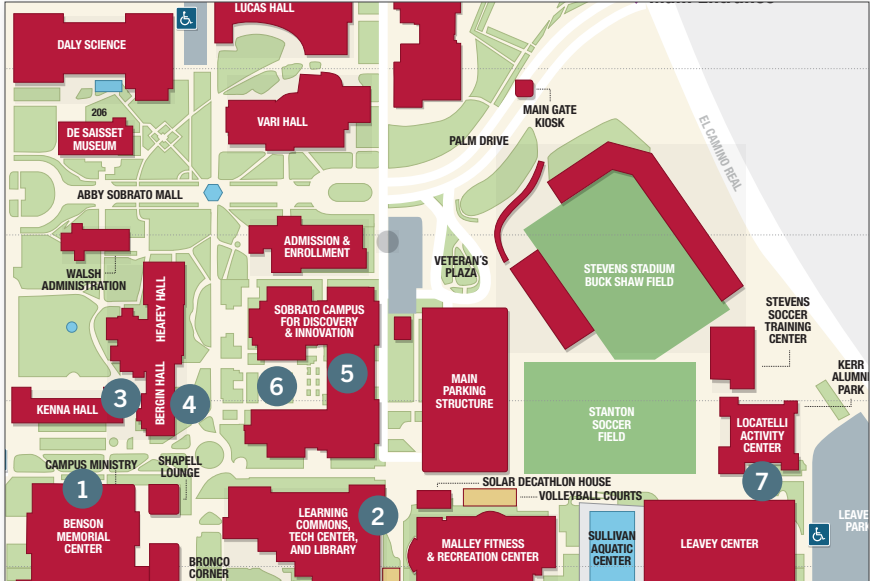 LUCAS HALL
DALY SCIENCE
206
DE SAISSET
MUSEUM
VARI HALL
MAIN GATE
KIOSK
PALM DRIVE
EL CAMINO REAL
ABBY SOBRATO MALL
WALSH
ADMINISTRATION
HEAFEY HALL
BERGIN HALL
ADMISSION &
ENROLLMENT
VETERAN'S
PLAZA
STEVENS STADIUM
BUCK SHAW FIELD
SOBRATO CAMPUS
FOR DISCOVERY
& INNOVATION
STEVENS
SOCCER
TRAINING
CENTER
MAIN
PARKING
STRUCTURE
KERR
ALUMNI
PARK
KENNA HALL
3
4
6
5
STANTON
SOCCER
FIELD
LOCATELLI
ACTIVITY
CENTER
7
CAMPUS MINISTRY
SHAPELL
LOUNGE
1
BENSON
MEMORIAL
CENTER
LEARNING
COMMONS,
TECH CENTER,
AND LIBRARY
2
SOLAR DECATHLON HOUSE
VOLLEYBALL COURTS
MALLEY FITNESS
& RECREATION CENTER
SULLIVAN
AQUATIC
CENTER
LEAVEY CENTER
LEAVE
PARK
BRONCO
CORNER